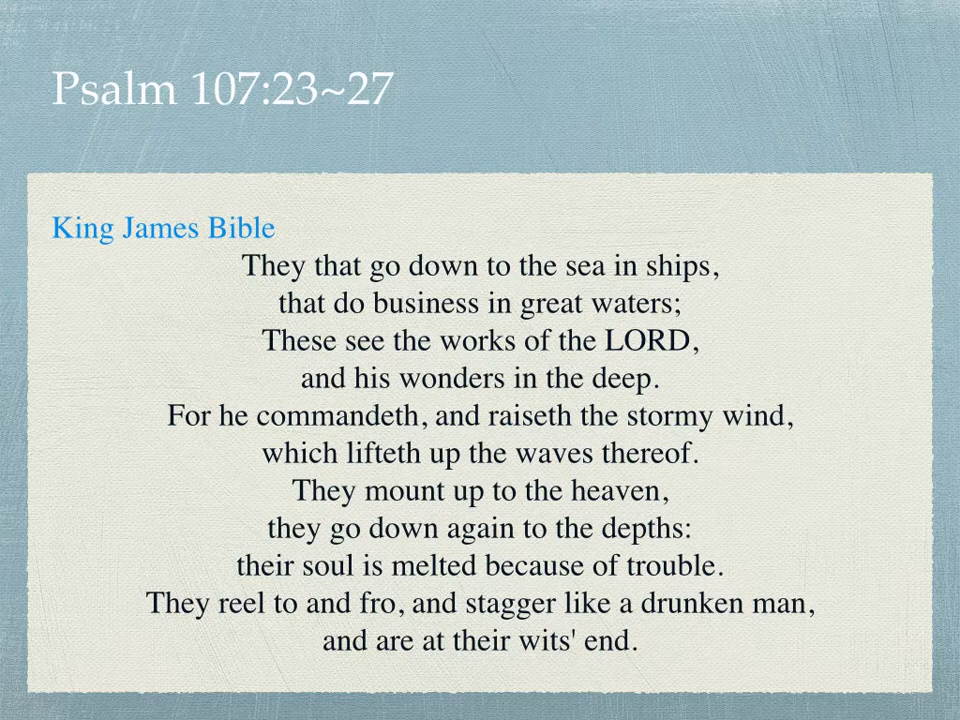 Psalm 107:23~27
King James Bible
They that go down to the sea in ships,
that do business in great waters;
These see the works of the LORD,
and his wonders in the deep.
For he commandeth, and raiseth the stormy wind,
which lifteth up the waves thereof.
They mount up to the heaven,
they go down again to the depths:
their soul is melted because of trouble.
They reel to and fro, and stagger like a drunken man,
and are at their wits' end.